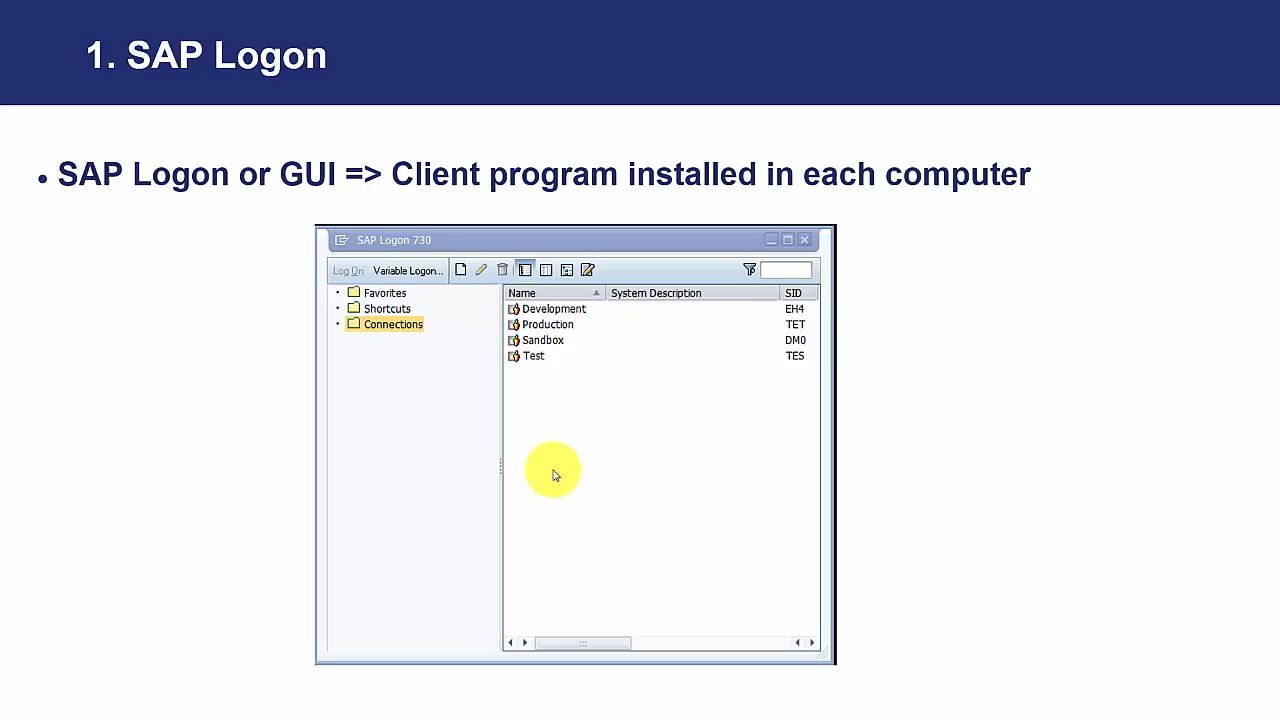 1. SAP Logon
• SAP Logon or GUI => Client program installed in each computer
SAP Logon 730
Log On Variable Logon...
Favorites
Shortcuts
Connections
Name System Description SID
Development EH4
Production TET
Sandbox DM0
Test TES